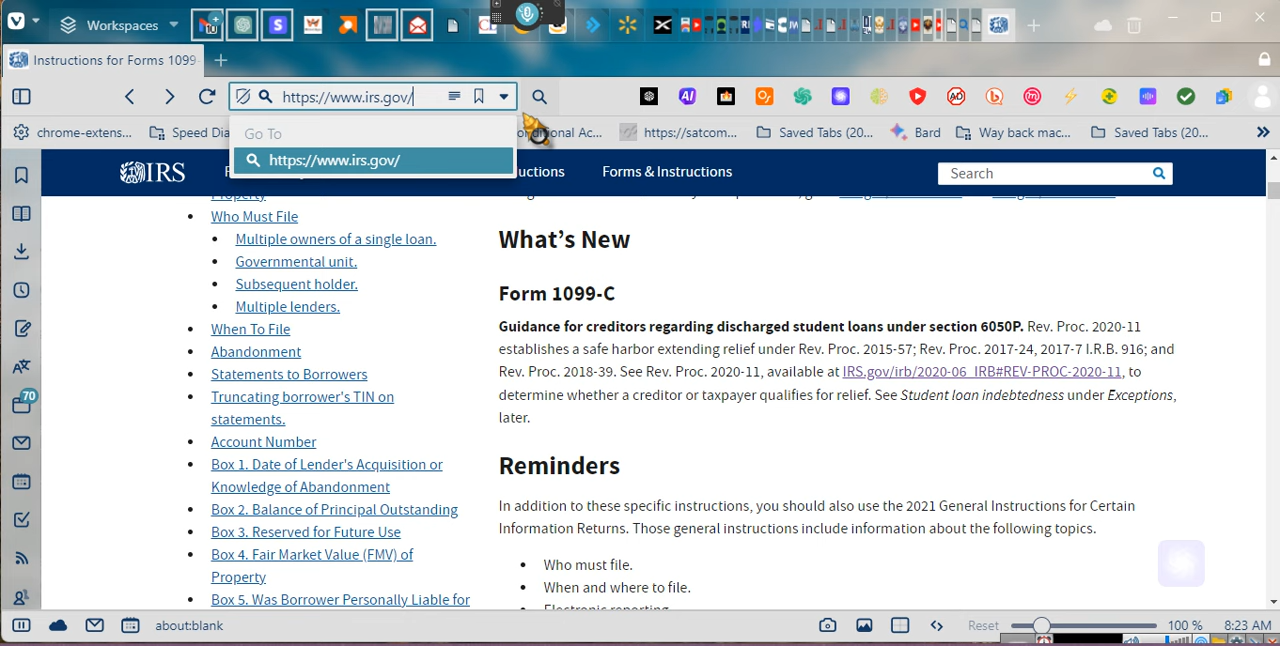 Workspaces
Instructions for Forms 1099
https://www.irs.gov/
Go To
https://www.irs.gov/
chrome-extens...
Speed Dia
onditional Ac...
https://satcom...
Saved Tabs (20...
Bard
Way back mac...
Saved Tabs (20...
IRS
uctions
Forms & Instructions
Search
Property
Who Must File
Multiple owners of a single loan.
Governmental unit.
Subsequent holder.
Multiple lenders.
When To File
Abandonment
Statements to Borrowers
Truncating borrower's TIN on
statements.
Account Number
Box 1. Date of Lender's Acquisition or
Knowledge of Abandonment
Box 2. Balance of Principal Outstanding
Box 3. Reserved for Future Use
Box 4. Fair Market Value (FMV) of
Property
Box 5. Was Borrower Personally Liable for
What's New
Form 1099-C
Guidance for creditors regarding discharged student loans under section 6050P. Rev. Proc. 2020-11
establishes a safe harbor extending relief under Rev. Proc. 2015-57; Rev. Proc. 2017-24, 2017-7 I.R.B. 916; and
Rev. Proc. 2018-39. See Rev. Proc. 2020-11, available at IRS.gov/irb/2020-06_IRB#REV-PROC-2020-11, to
determine whether a creditor or taxpayer qualifies for relief. See Student loan indebtedness under Exceptions,
later.
Reminders
In addition to these specific instructions, you should also use the 2021 General Instructions for Certain
Information Returns. Those general instructions include information about the following topics.
Who must file.
When and where to file.
Electronic reporting.
70
about:blank
Reset
100 %
8:23 AM